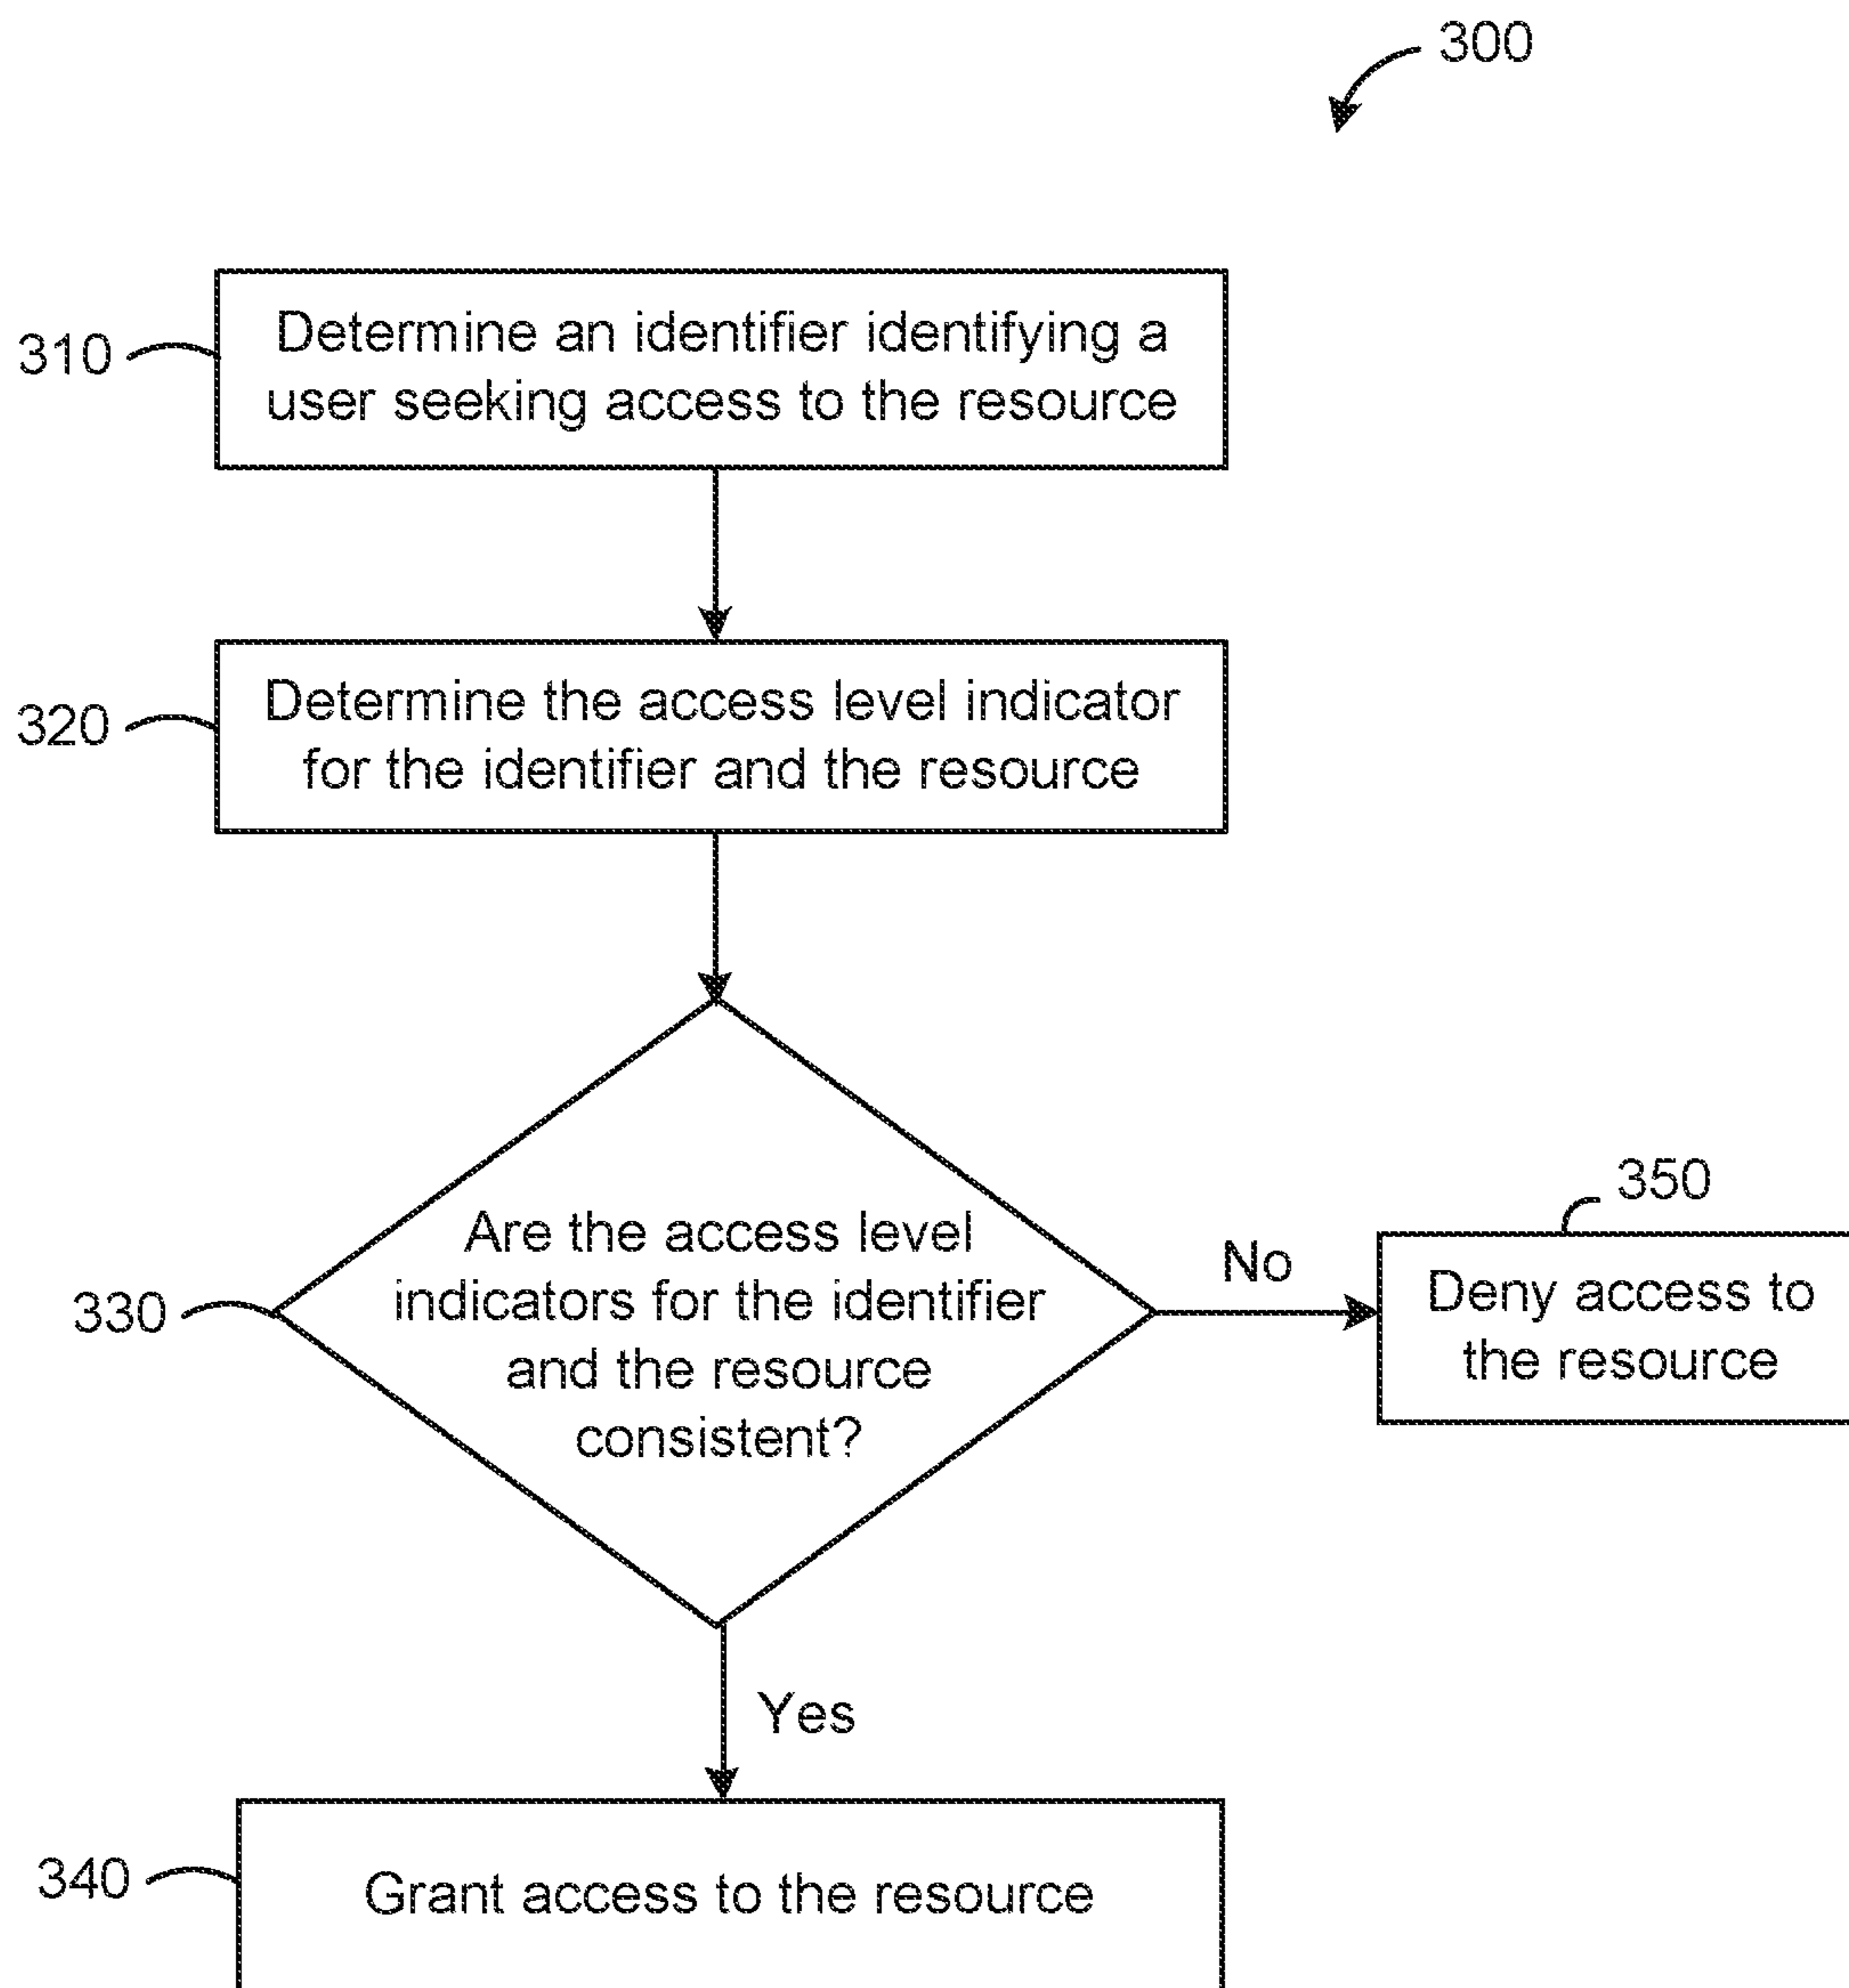 300
310
Determine an identifier identifying a
user seeking access to the resource
320
Determine the access level indicator
for the identifier and the resource
330
Are the access level
indicators for the identifier
and the resource
consistent?
No
350
Deny access to
the resource
Yes
340
Grant access to the resource